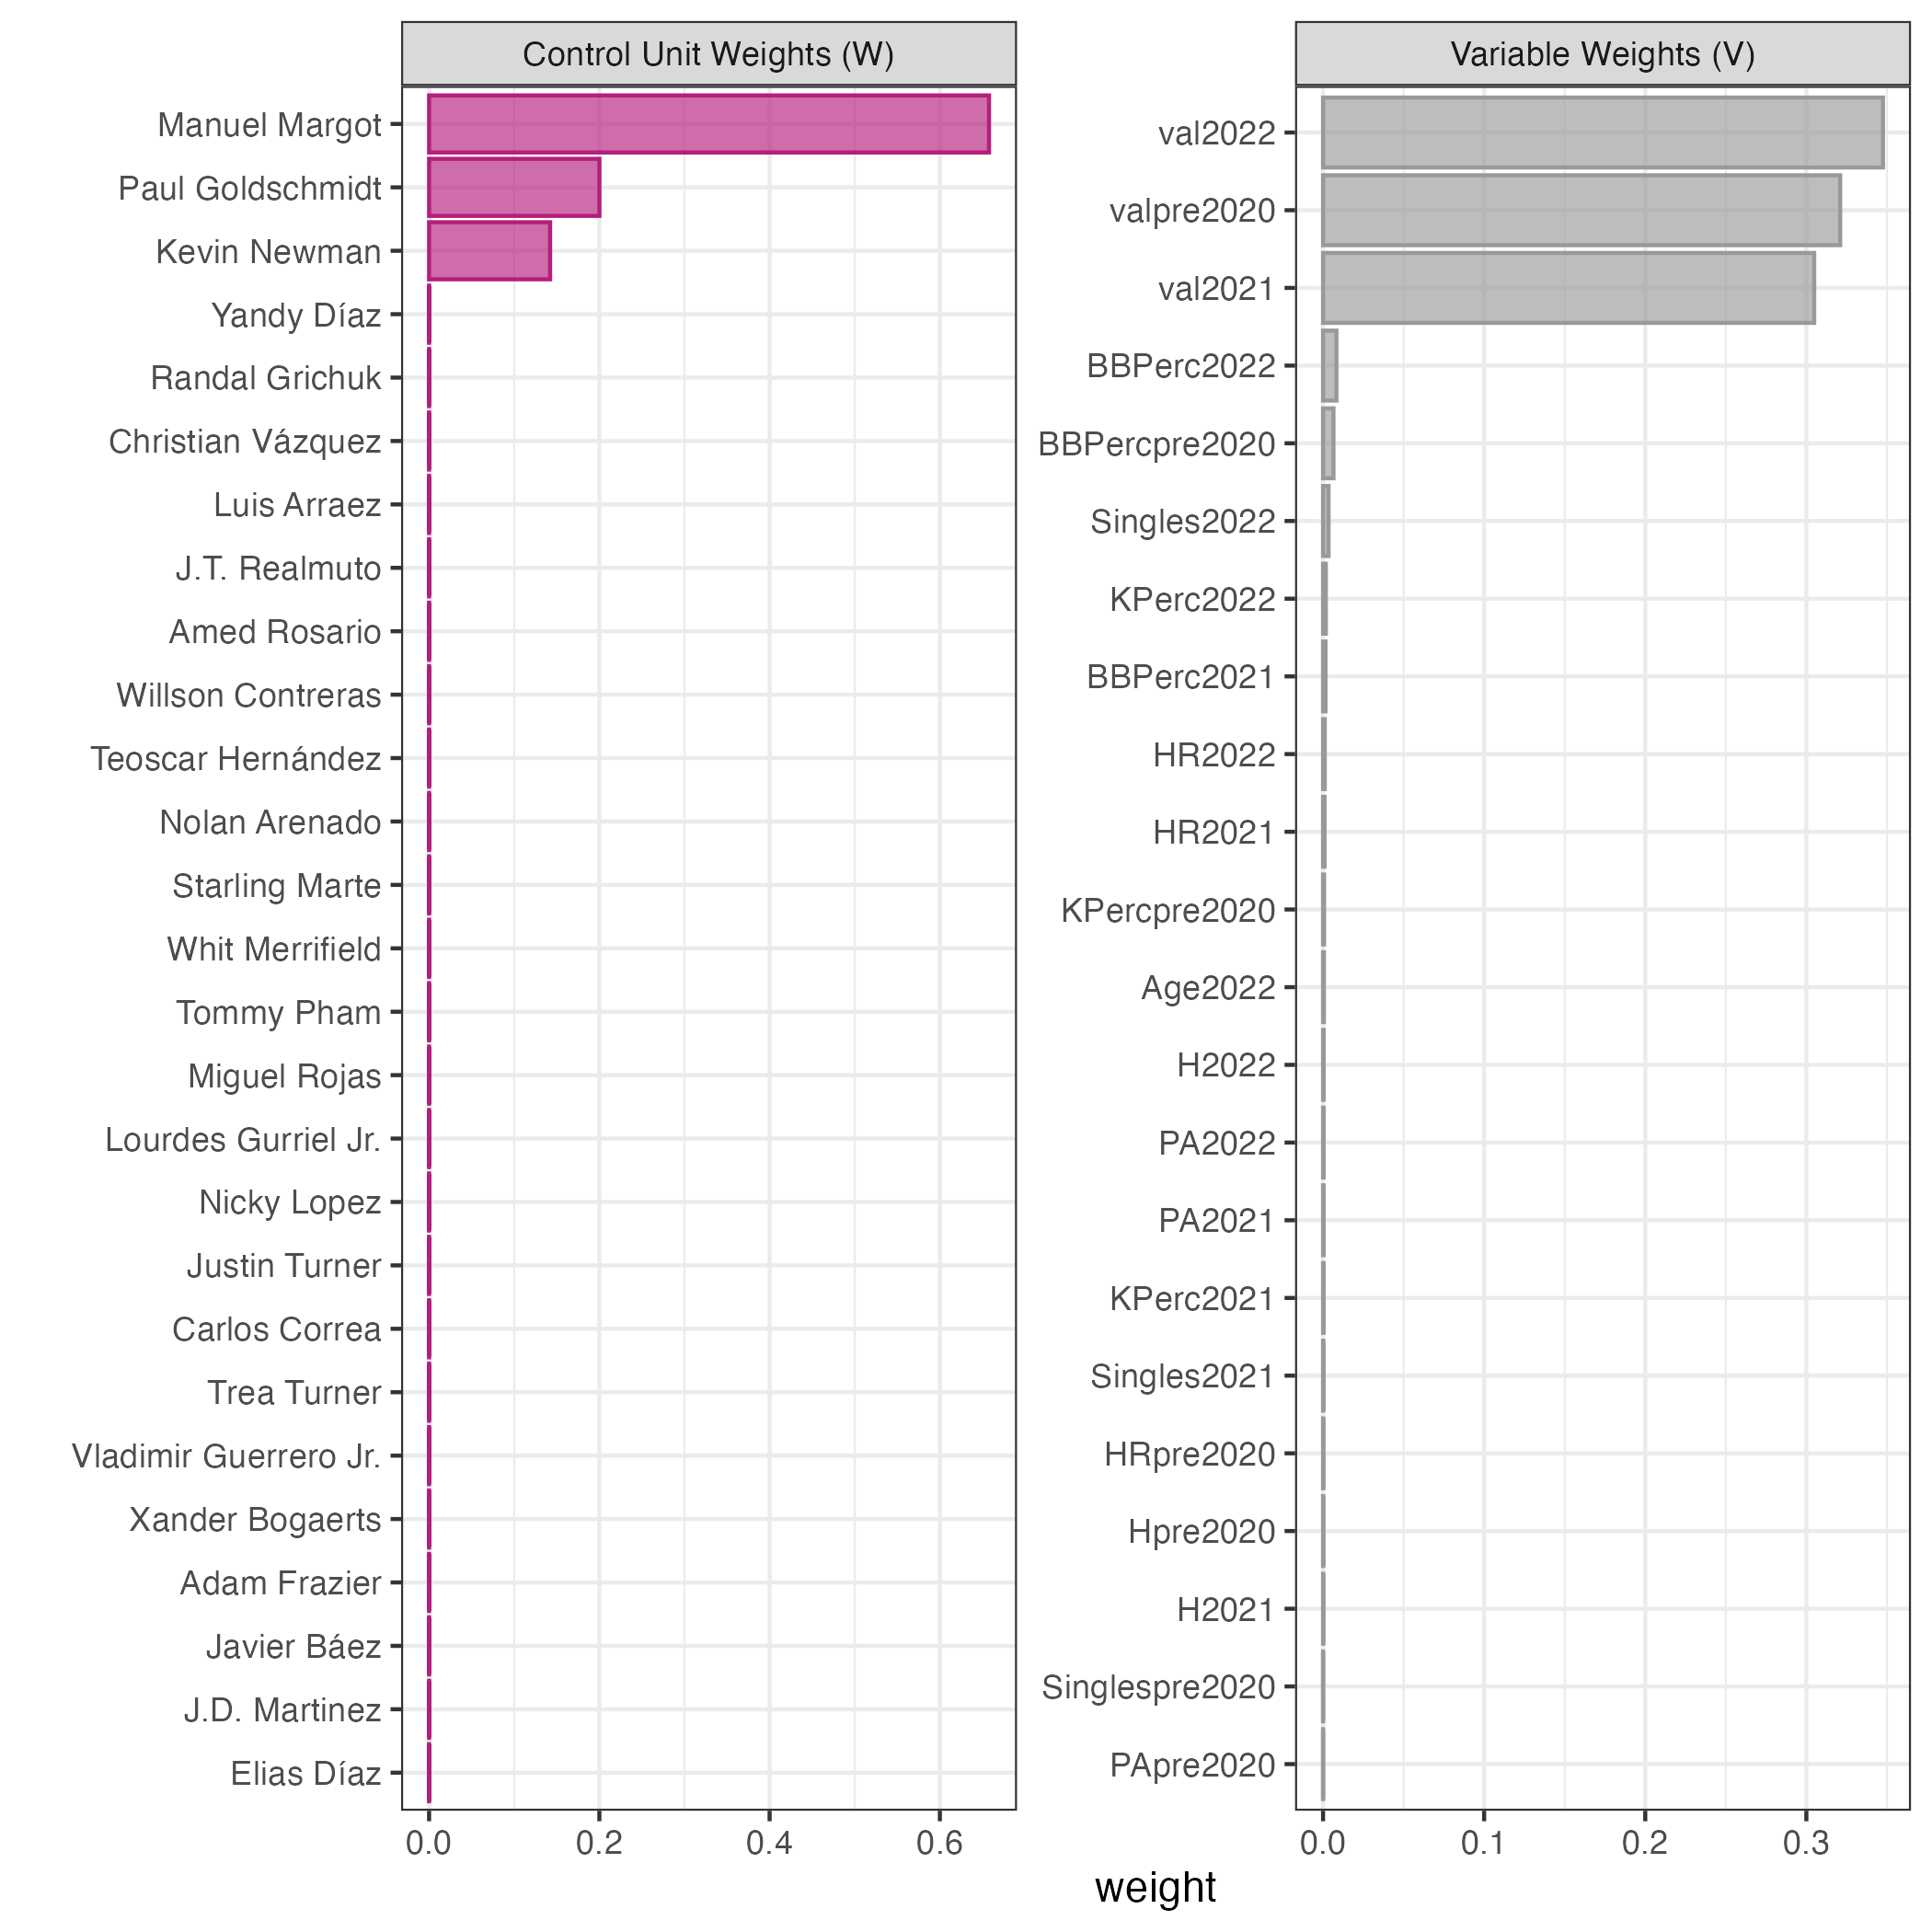 Control Unit Weights (W)
Manuel Margot
Paul Goldschmidt
Kevin Newman
Yandy Díaz
Randal Grichuk
Christian Vázquez
Luis Arraez
J.T. Realmuto
Amed Rosario
Willson Contreras
Teoscar Hernández
Nolan Arenado
Starling Marte
Whit Merrifield
Tommy Pham
Miguel Rojas
Lourdes Gurriel Jr.
Nicky Lopez
Justin Turner
Carlos Correa
Trea Turner
Vladimir Guerrero Jr.
Xander Bogaerts
Adam Frazier
Javier Báez
J.D. Martinez
Elias Díaz
0.0 0.2 0.4 0.6
Variable Weights (V)
val2022
valpre2020
val2021
BBPerc2022
BBPercpre2020
Singles2022
KPerc2022
BBPerc2021
HR2022
HR2021
KPercpre2020
Age2022
H2022
PA2022
PA2021
KPerc2021
Singles2021
HRpre2020
Hpre2020
H2021
Singlespre2020
PApre2020
0.0 0.1 0.2 0.3
weight